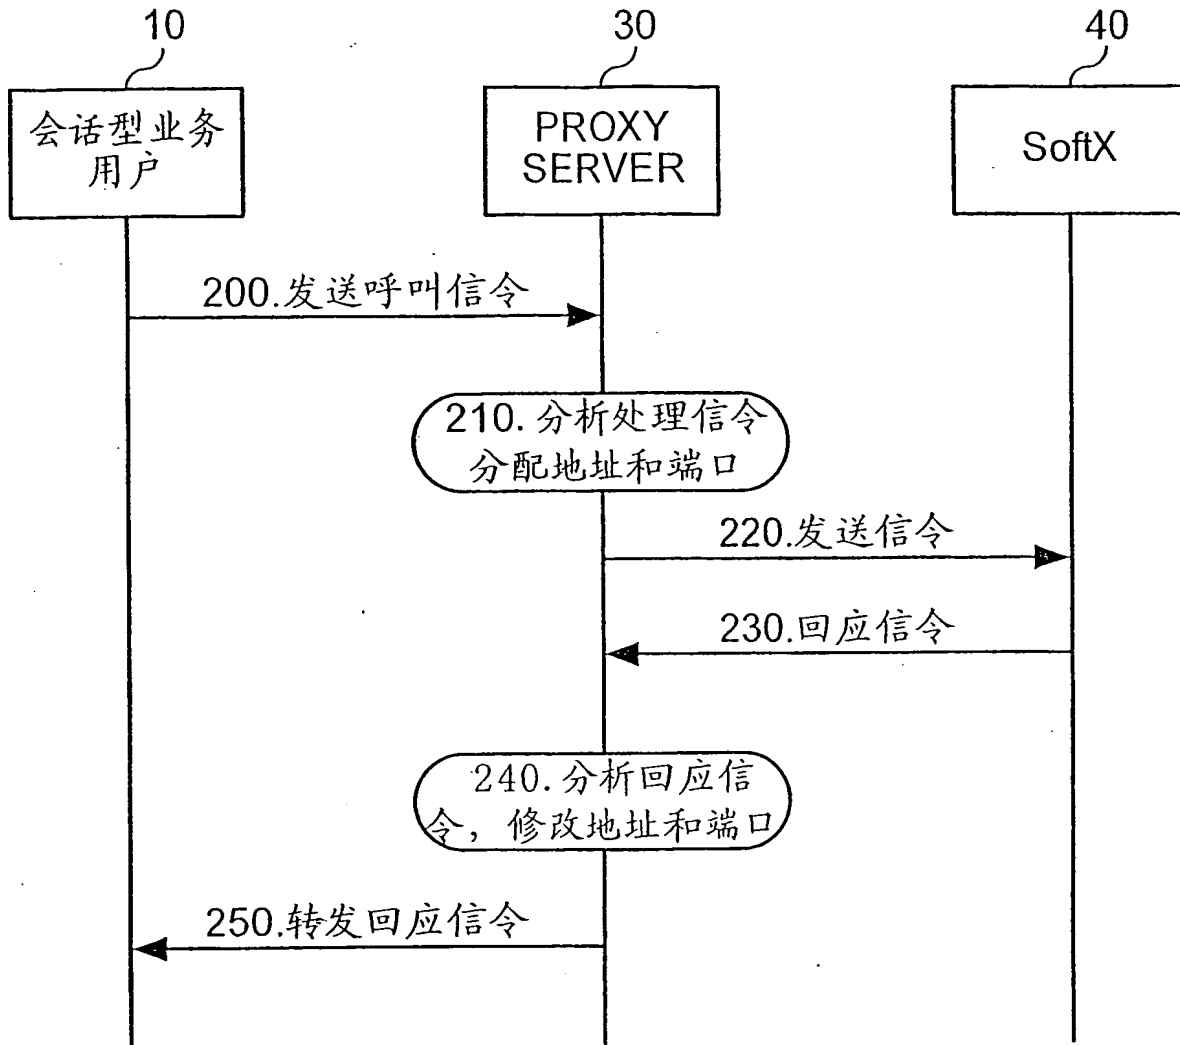 10
30
40
会话型业务
用户
PROXY
SERVER
SoftX
200.发送呼叫信令
210.分析处理信令
分配地址和端口
220.发送信令
230.回应信令
240.分析回应信
令，修改地址和端口
250.转发回应信令